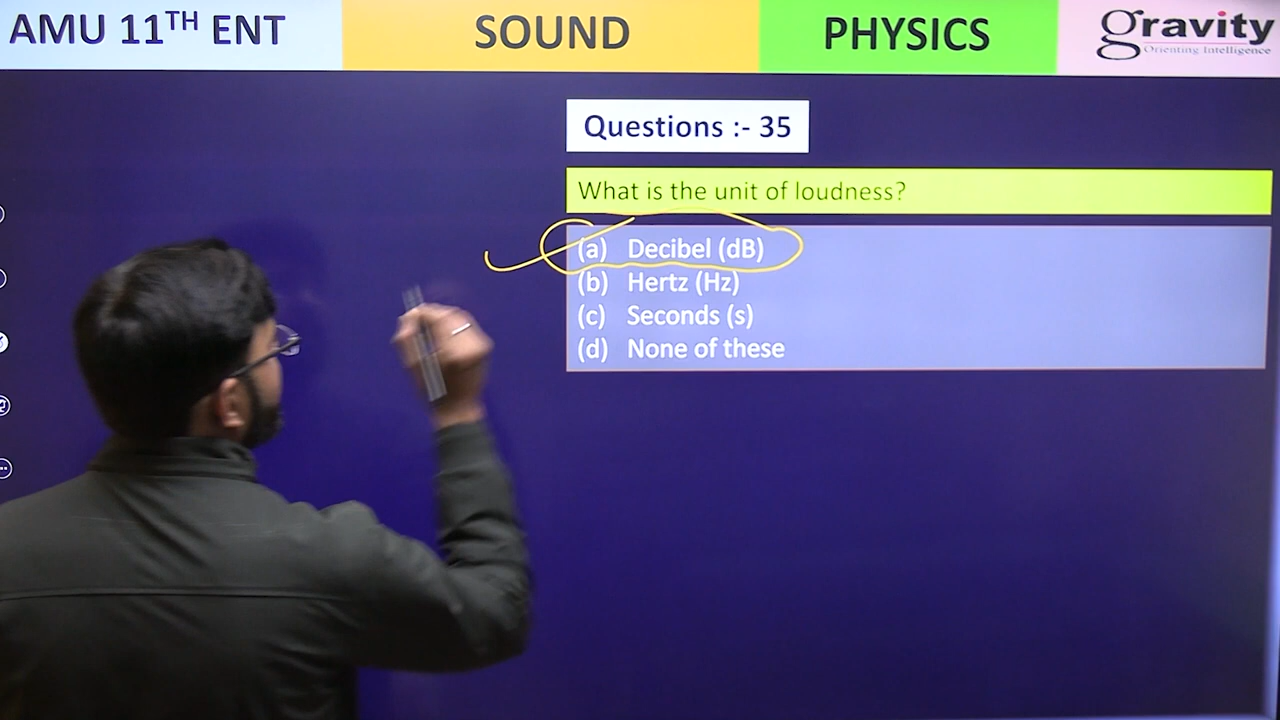 AMU 11TH ENT
SOUND
PHYSICS
gravity
Orienting Intelligence
Questions :- 35
What is the unit of loudness?
(a) Decibel (dB)
(b) Hertz (Hz)
(c) Seconds (s)
(d) None of these